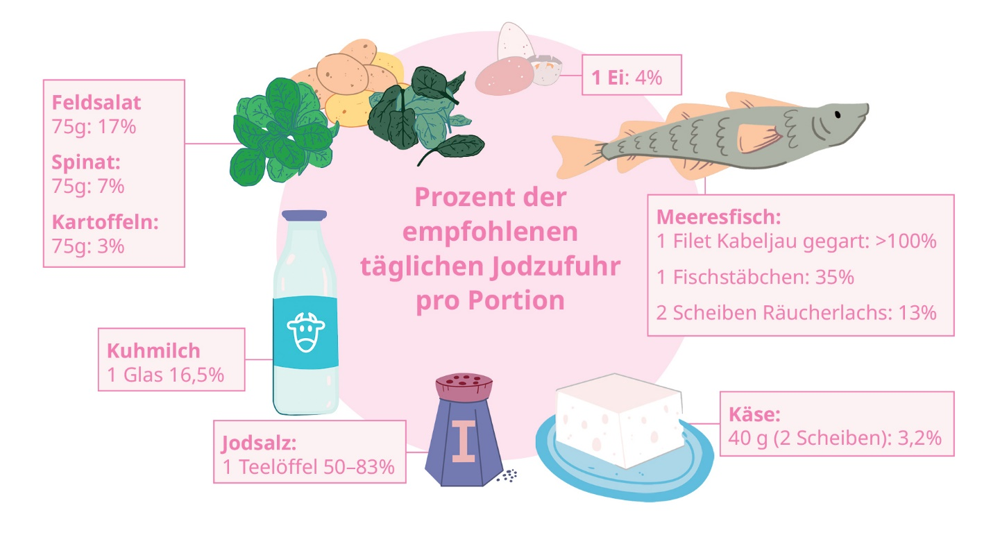 Prozent der
empfohlenen
täglichen Jodzufuhr
pro Portion
Feldsalat
75g: 17%
Spinat:
75g: 7%
Kartoffeln:
75g: 3%
1 Ei: 4%
Meeresfisch:
1 Filet Kabeljau gegart: >100%
1 Fischstäbchen: 35%
2 Scheiben Räucherlachs: 13%
Kuhmilch
1 Glas 16,5%
Jodsalz:
1 Teelöffel 50–83%
I
Käse:
40 g (2 Scheiben): 3,2%